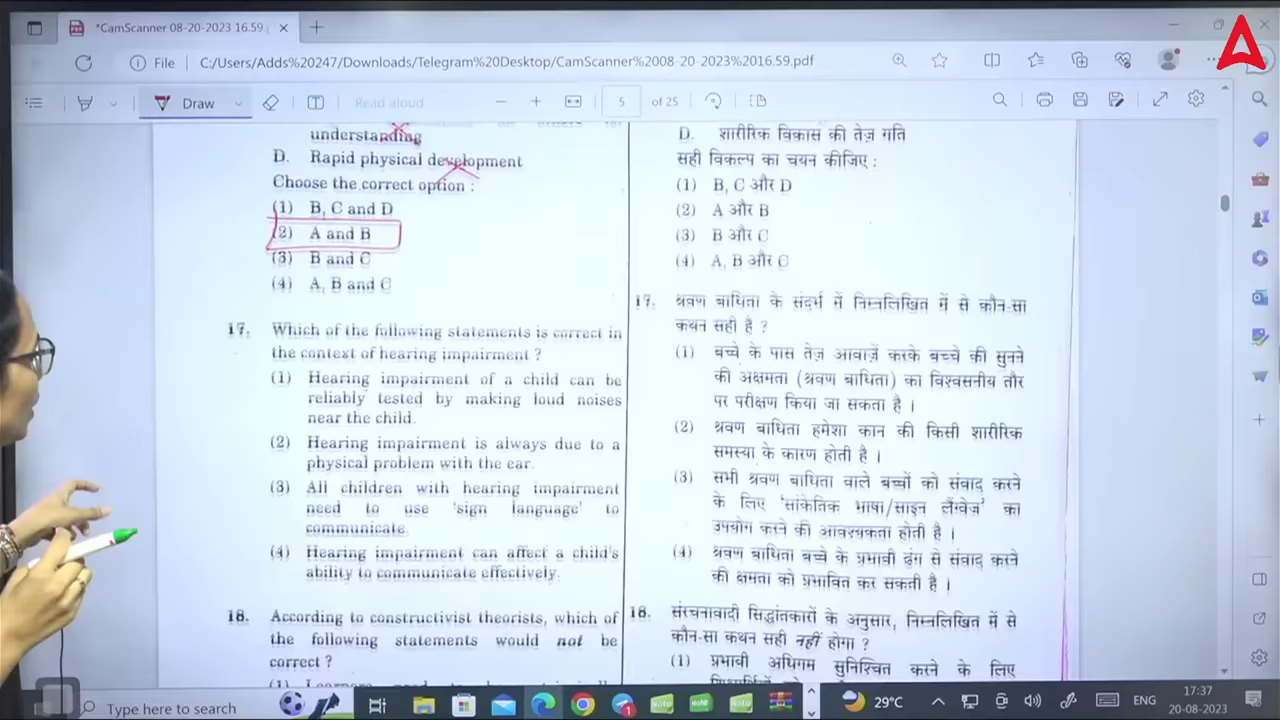 *CamScanner 08-20-2023 16.59
File C:/Users/Adds%20247/Downloads/Telegram%20Desktop/CamScanner%2008-20-2023%2016.59.pdf
Draw
Read aloud
5 of 25
understanding
D. Rapid physical development
Choose the correct option :
(1) B, C and D
(2) A and B
(3) B and C
(4) A, B and C
17. Which of the following statements is correct in
the context of hearing impairment ?
(1) Hearing impairment of a child can be
reliably tested by making loud noises
near the child.
(2) Hearing impairment is always due to a
physical problem with the ear.
(3) All children with hearing impairment
need to use 'sign language' to
communicate.
(4) Hearing impairment can affect a child's
ability to communicate effectively.
18. According to constructivist theorists, which of
the following statements would not be
correct ?
D. शारीरिक विकास की तेज़ गति
सही विकल्प का चयन कीजिए :
(1) B, C और D
(2) A और B
(3) B और C
(4) A, B और C
17. श्रवण बाधिता के संदर्भ में निम्नलिखित में से कौन-सा
कथन सही है ?
(1) बच्चे के पास तेज़ आवाज़ें करके बच्चे की सुनने
की अक्षमता (श्रवण बाधिता) का विश्वसनीय तौर
पर परीक्षण किया जा सकता है ।
(2) श्रवण बाधिता हमेशा कान की किसी शारीरिक
समस्या के कारण होती है ।
(3) सभी श्रवण बाधिता वाले बच्चों को संवाद करने
के लिए 'सांकेतिक भाषा/साइन लैंग्वेज़' का
उपयोग करने की आवश्यकता होती है ।
(4) श्रवण बाधिता बच्चे के प्रभावी ढंग से संवाद करने
की क्षमता को प्रभावित कर सकती है ।
18. संरचनावादी सिद्धांतकारों के अनुसार, निम्नलिखित में से
कौन-सा कथन सही नहीं होगा ?
(1) प्रभावी अधिगम सुनिश्चित करने के लिए
Type here to search
29°C
ENG
17:37
20-08-2023